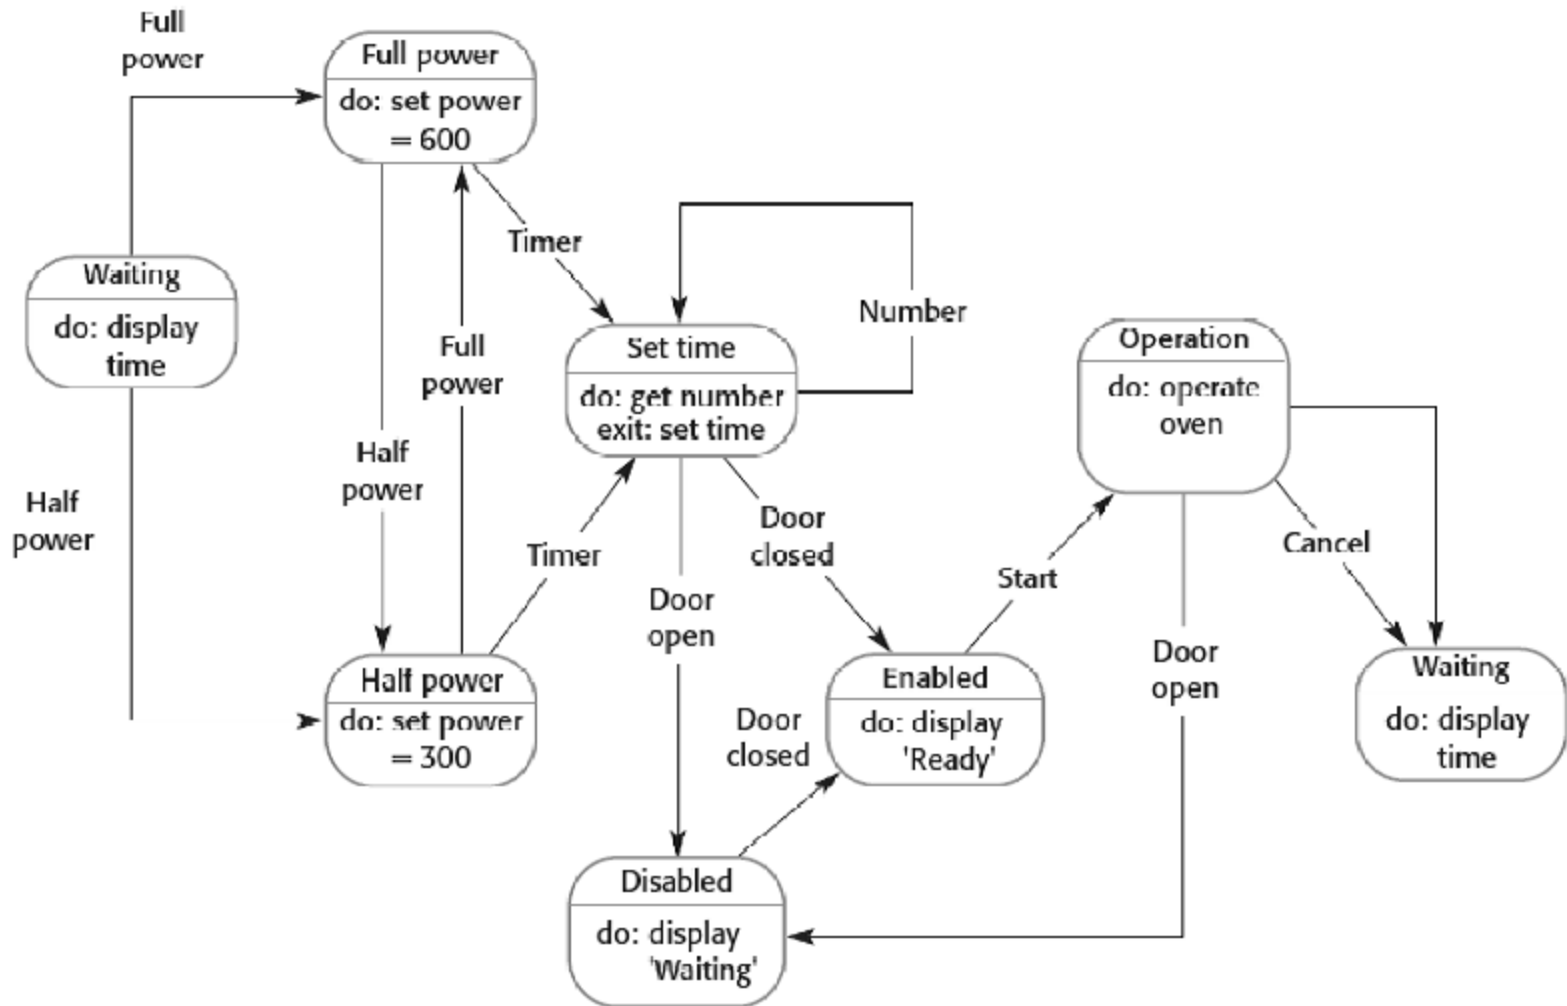 Full
power
Full power
do: set power
= 600
Timer
Waiting
do: display
time
Full
power
Number
Set time
do: get number
exit: set time
Operation
do: operate
oven
Half
power
Half
power
Timer
Door
closed
Door
open
Start
Cancel
Door
open
Half power
do: set power
= 300
Enabled
do: display
'Ready'
Door
closed
Waiting
do: display
time
Disabled
do: display
'Waiting'